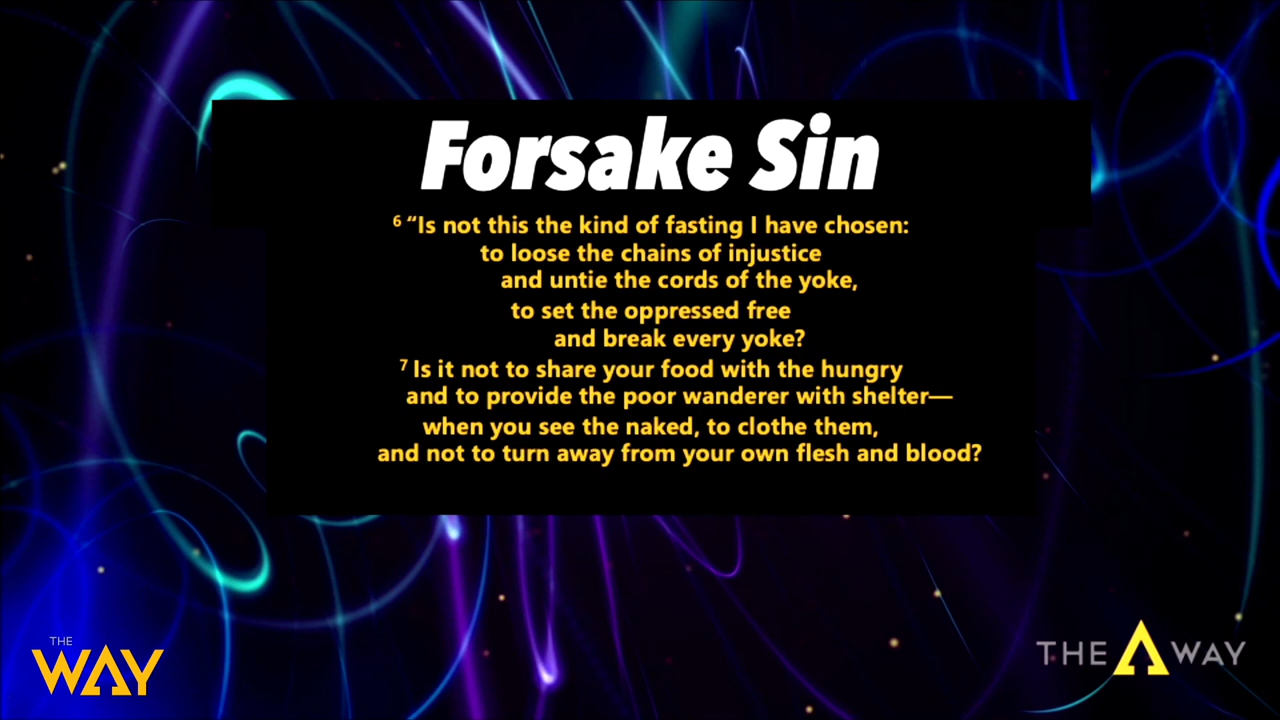 Forsake Sin
6 “Is not this the kind of fasting I have chosen:
to loose the chains of injustice
and untie the cords of the yoke,
to set the oppressed free
and break every yoke?
7 Is it not to share your food with the hungry
and to provide the poor wanderer with shelter—
when you see the naked, to clothe them,
and not to turn away from your own flesh and blood?
THE
WAY
THE WAY